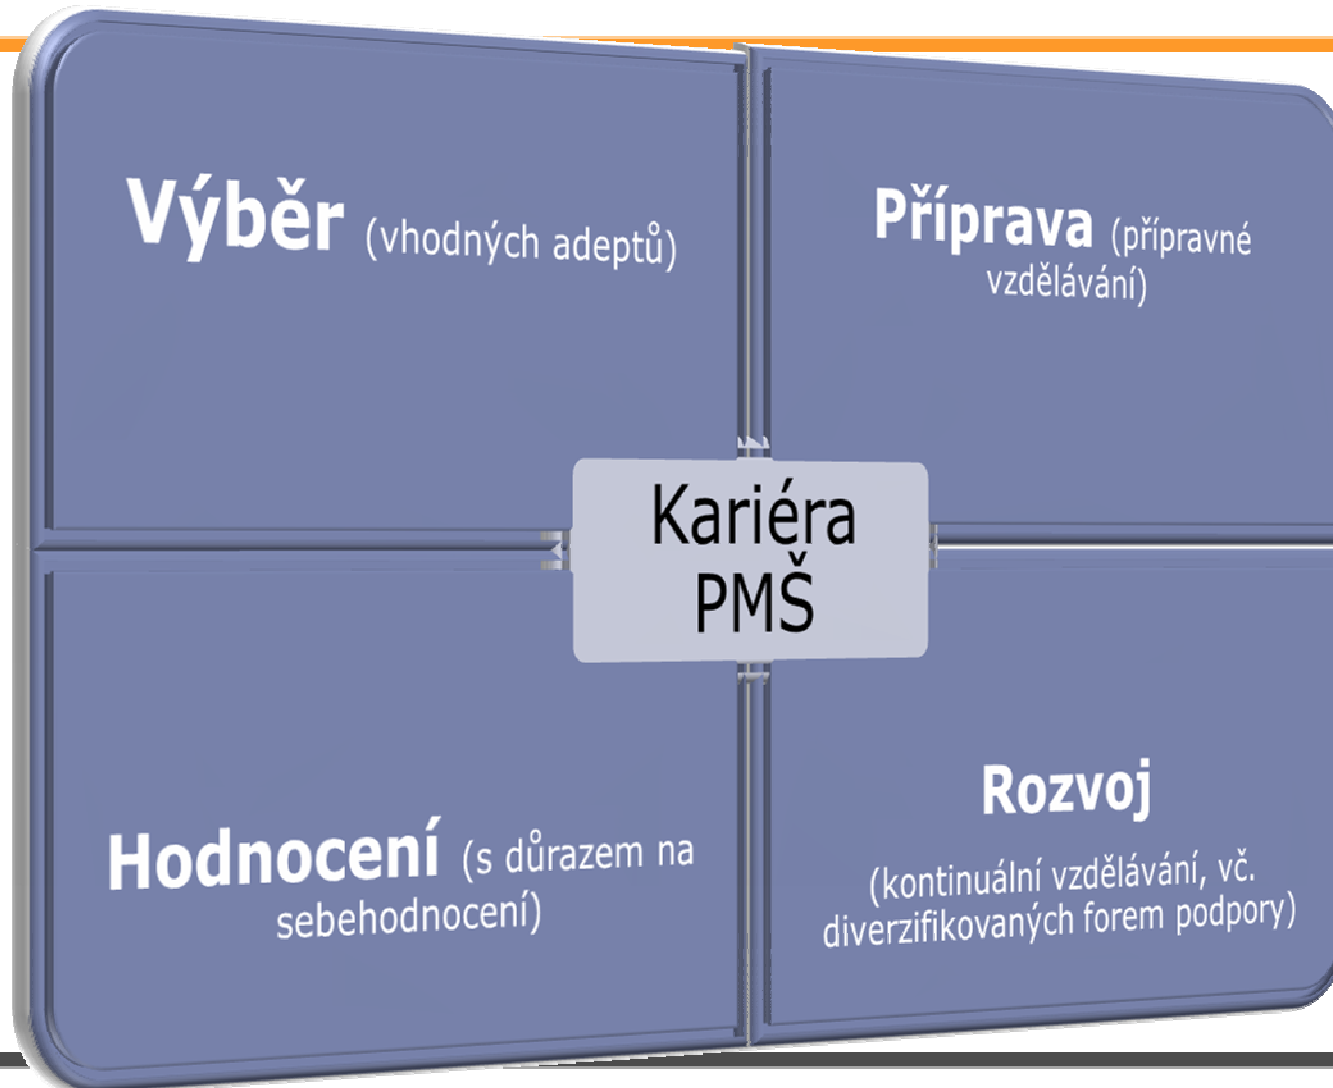 Výběr (vhodných adeptů)
Příprava (přípravné
vzdělávání)
Kariéra
PMŠ
Hodnocení (s důrazem na
sebehodnocení)
Rozvoj
(kontinuální vzdělávání, vč.
diverzifikovaných forem podpory)